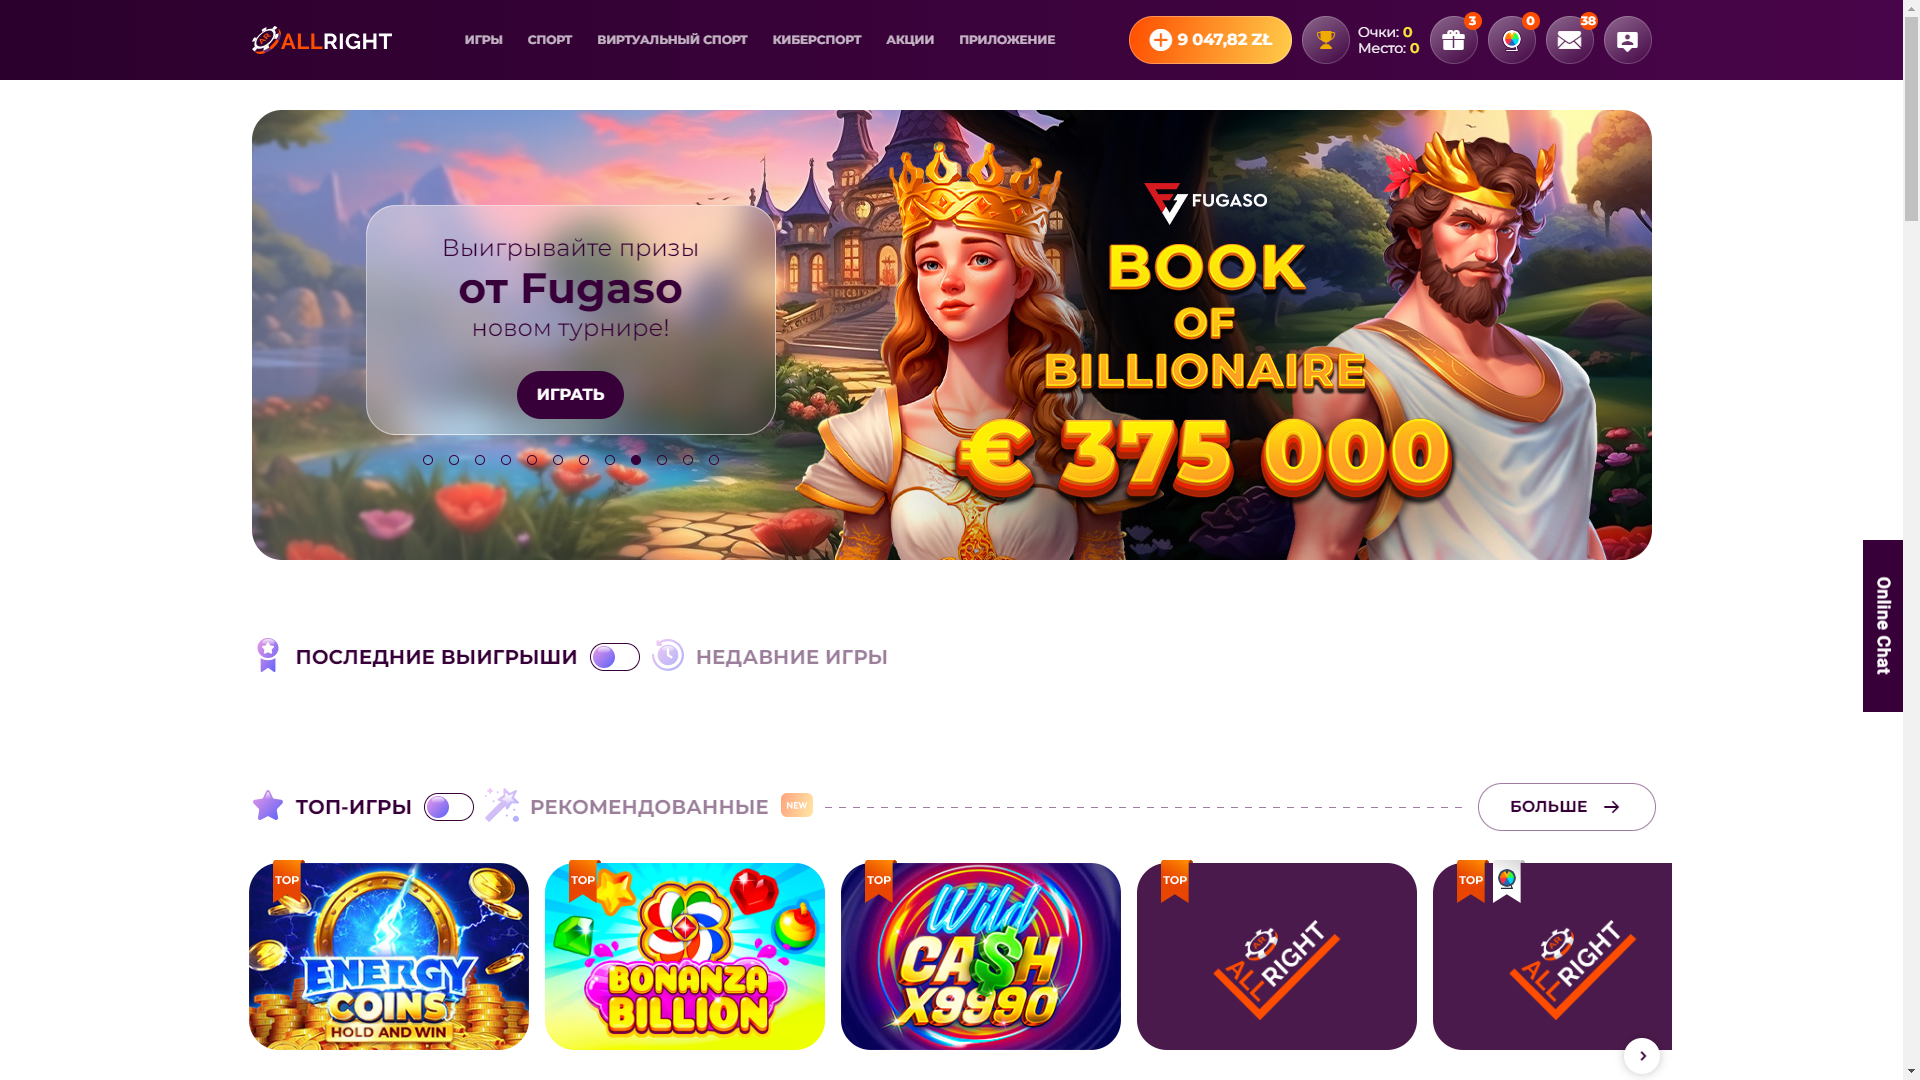 ALLRIGHT
ИГРЫ
СПОРТ
ВИРТУАЛЬНЫЙ СПОРТ
КИБЕРСПОРТ
АКЦИИ
ПРИЛОЖЕНИЕ
9 047,82 ZŁ
Очки: 0
Место: 0
3
0
38
Выигрывайте призы
от Fugaso
новом турнире!
ИГРАТЬ
FUGASO
BOOK
OF
BILLIONAIRE
€ 375 000
Online Chat
ПОСЛЕДНИЕ ВЫИГРЫШИ
НЕДАВНИЕ ИГРЫ
ТОП-ИГРЫ
РЕКОМЕНДОВАННЫЕ
NEW
БОЛЬШЕ
TOP
ENERGY
COINS
HOLD AND WIN
TOP
BONANZA
BILLION
TOP
Wild
CA$H
X9990
TOP
AR
ALLRIGHT
TOP
AR
ALLRIGHT